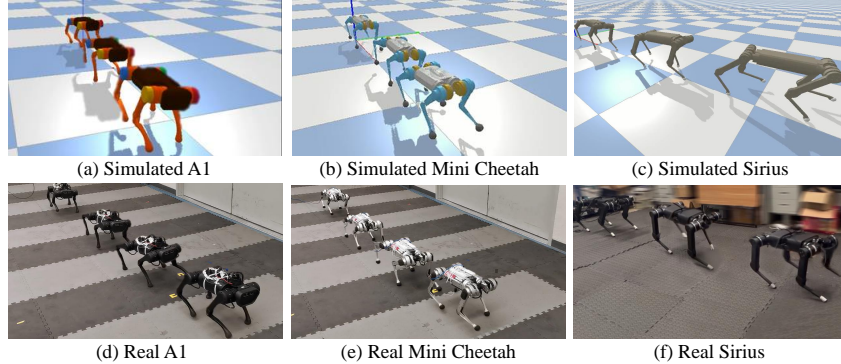 (a) Simulated A1
(b) Simulated Mini Cheetah
(c) Simulated Sirius
(d) Real A1
(e) Real Mini Cheetah
(f) Real Sirius